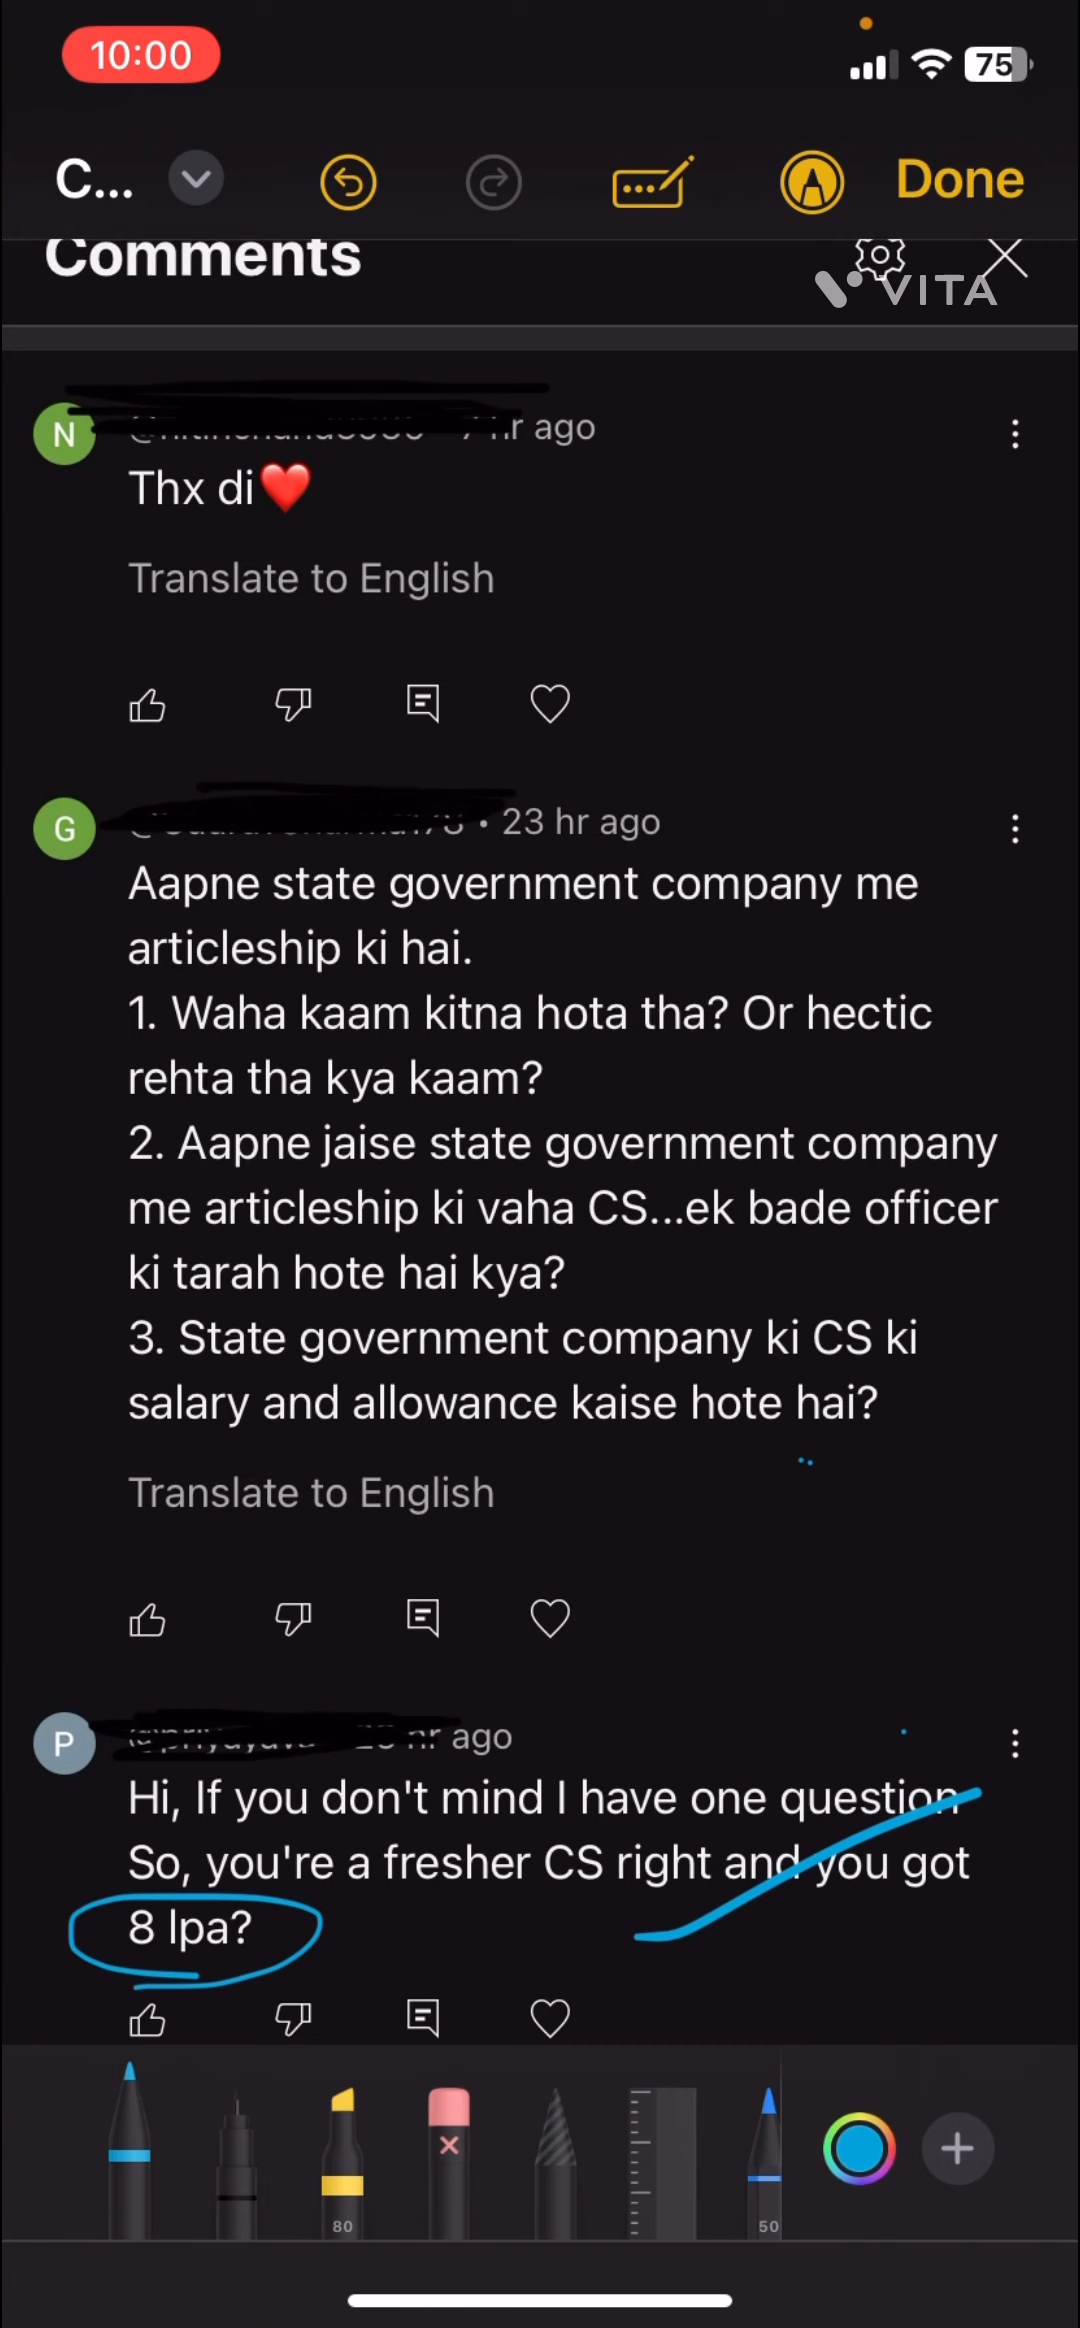 10:00
75
C...
Done
Comments
VITA
N
hr ago
Thx di❤️
Translate to English
G
• 23 hr ago
Aapne state government company me
articleship ki hai.
1. Waha kaam kitna hota tha? Or hectic
rehta tha kya kaam?
2. Aapne jaise state government company
me articleship ki vaha CS...ek bade officer
ki tarah hote hai kya?
3. State government company ki CS ki
salary and allowance kaise hote hai?
Translate to English
P
hr ago
Hi, If you don't mind I have one question
So, you're a fresher CS right and you got
8 lpa?
80
50